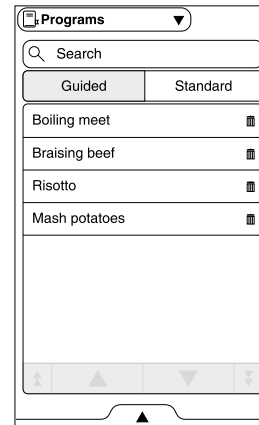 Programs
Search
Guided Standard
Boiling meet
Braising beef
Risotto
Mash potatoes